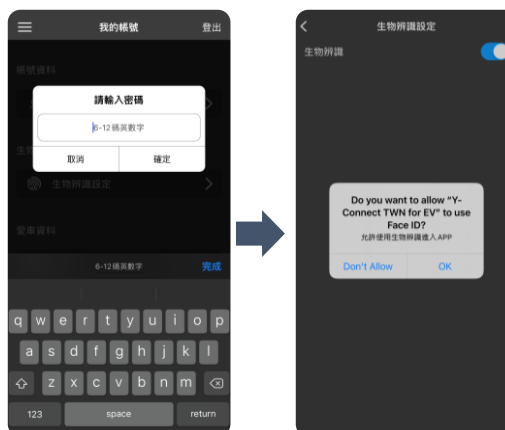 我的帳號
登出
帳號資料
請輸入密碼
6-12碼英數字
取消
確定
生物辨識設定
愛車資料
6-12碼英數字
完成
q w e r t y u i o p
a s d f g h j k l
z x c v b n m
123
space
return
生物辨識設定
生物辨識
Do you want to allow "Y-
Connect TWN for EV" to use
Face ID?
允許使用生物辨識進入APP
Don't Allow
OK